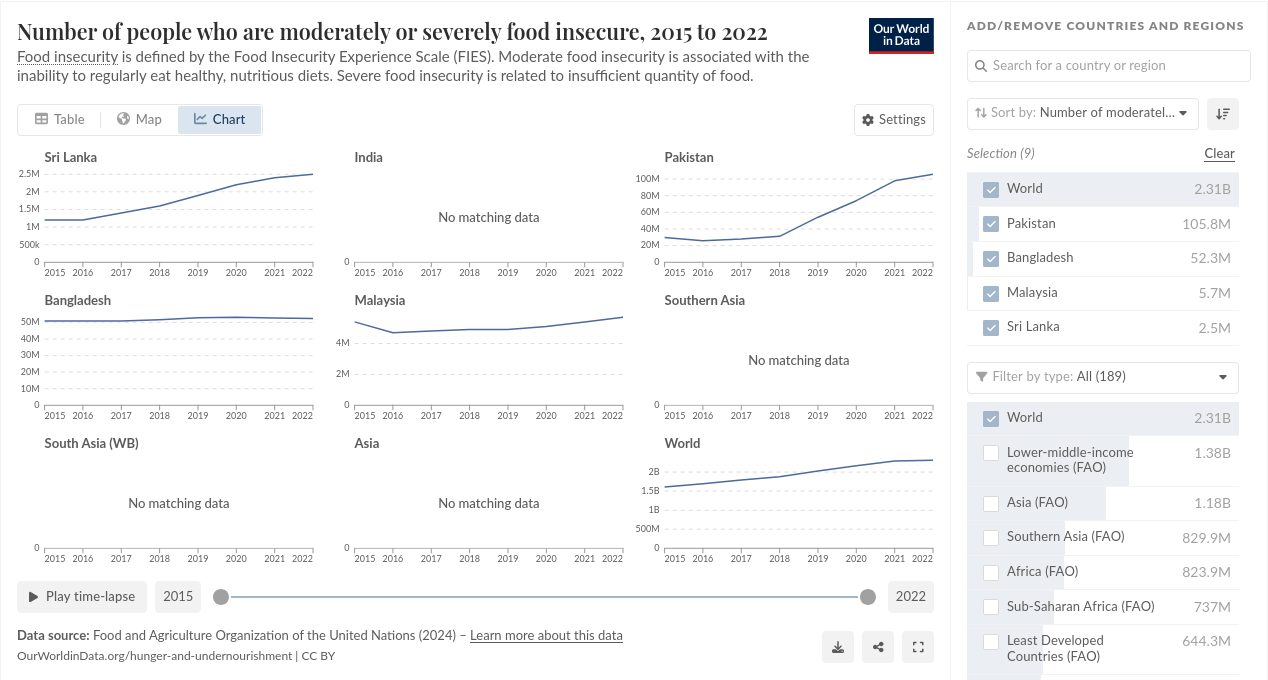 Number of people who are moderately or severely food insecure, 2015 to 2022
Food insecurity is defined by the Food Insecurity Experience Scale (FIES). Moderate food insecurity is associated with the
inability to regularly eat healthy, nutritious diets. Severe food insecurity is related to insufficient quantity of food.
Our World
in Data
Table
Map
Chart
Settings
Sri Lanka
2.5M
2M
1.5M
1M
500k
0
2015 2016 2017 2018 2019 2020 2021 2022
India
No matching data
0
2015 2016 2017 2018 2019 2020 2021 2022
Pakistan
100M
80M
60M
40M
20M
0
2015 2016 2017 2018 2019 2020 2021 2022
Bangladesh
50M
40M
30M
20M
10M
0
2015 2016 2017 2018 2019 2020 2021 2022
Malaysia
4M
2M
0
2015 2016 2017 2018 2019 2020 2021 2022
Southern Asia
No matching data
0
2015 2016 2017 2018 2019 2020 2021 2022
South Asia (WB)
No matching data
0
2015 2016 2017 2018 2019 2020 2021 2022
Asia
No matching data
0
2015 2016 2017 2018 2019 2020 2021 2022
World
2B
1.5B
1B
500M
0
2015 2016 2017 2018 2019 2020 2021 2022
Play time-lapse
2015
2022
Data source: Food and Agriculture Organization of the United Nations (2024) – Learn more about this data
OurWorldinData.org/hunger-and-undernourishment | CC BY
ADD/REMOVE COUNTRIES AND REGIONS
Search for a country or region
Sort by: Number of moderatel...
Selection (9)
Clear
World 2.31B
Pakistan 105.8M
Bangladesh 52.3M
Malaysia 5.7M
Sri Lanka 2.5M
Filter by type: All (189)
World 2.31B
Lower-middle-income
economies (FAO) 1.38B
Asia (FAO) 1.18B
Southern Asia (FAO) 829.9M
Africa (FAO) 823.9M
Sub-Saharan Africa (FAO) 737M
Least Developed
Countries (FAO) 644.3M